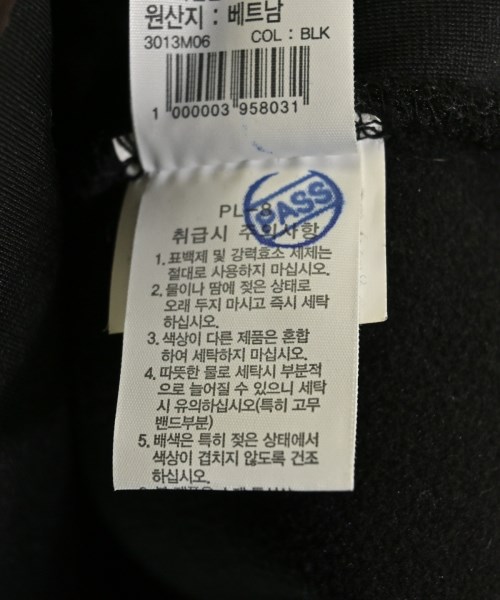 원산지 : 베트남
3013M06 COL : BLK
1 000003 958031
PL-8
PASS
취급시 주의사항
1. 표백제 및 강력효소 세제는
절대로 사용하지 마십시오.
2. 물이나 땀에 젖은 상태로
오래 두지 마시고 즉시 세탁
하십시오.
3. 색상이 다른 제품은 혼합
하여 세탁하지 마십시오.
4. 따뜻한 물로 세탁시 부분적
으로 늘어질 수 있으니 세탁
시 유의하십시오(특히 고무
밴드부분)
5. 배색은 특히 젖은 상태에서
색상이 겹치지 않도록 건조
하십시오.